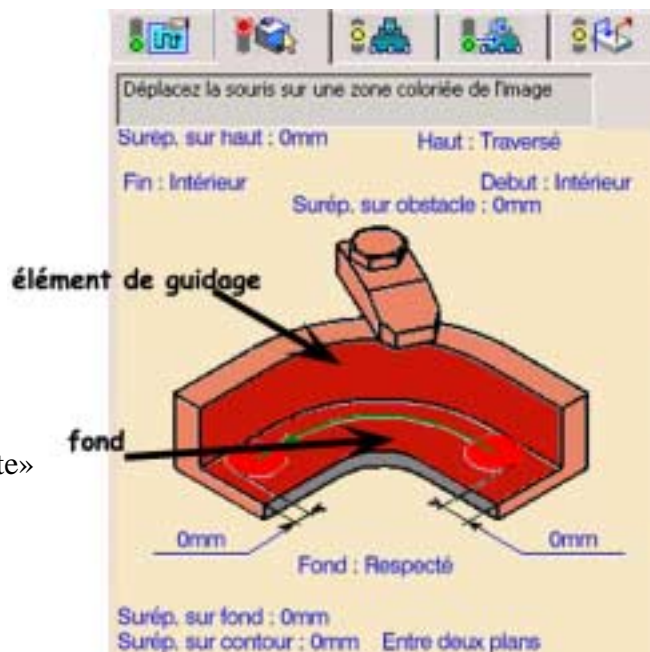 Déplacez la souris sur une zone coloriée de l'image
Surép. sur haut : 0mm Haut : Traversé
Fin : Intérieur Debut : Intérieur
Surép. sur obstacle : 0mm
élément de guidage
fond
te»
0mm 0mm
Fond : Respecté
Surép. sur fond : 0mm
Surép. sur contour : 0mm Entre deux plans